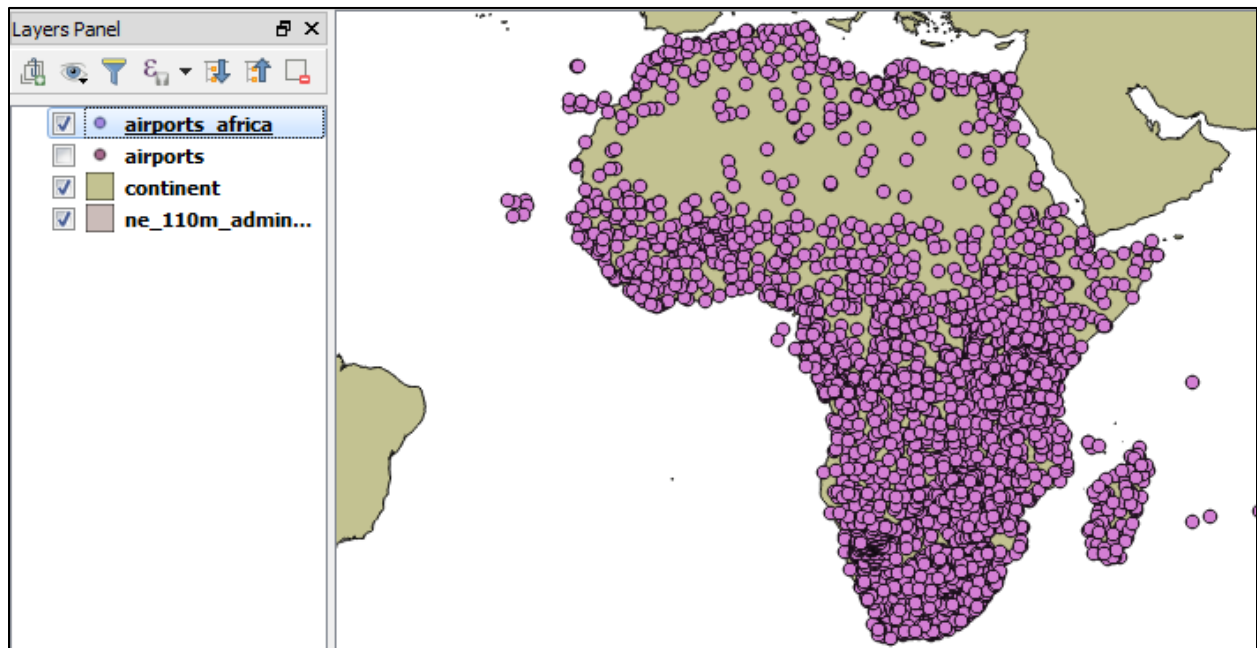 Layers Panel
airports_africa
airports
continent
ne_110m_admin...